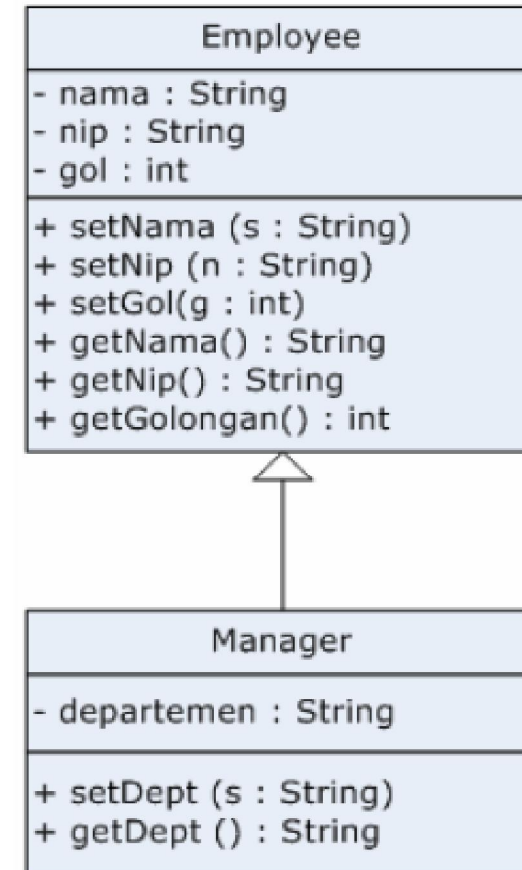 Employee
- nama : String
- nip : String
- gol : int
+ setNama (s : String)
+ setNip (n : String)
+ setGol(g : int)
+ getNama() : String
+ getNip() : String
+ getGolongan() : int
Manager
- departemen : String
+ setDept (s : String)
+ getDept () : String